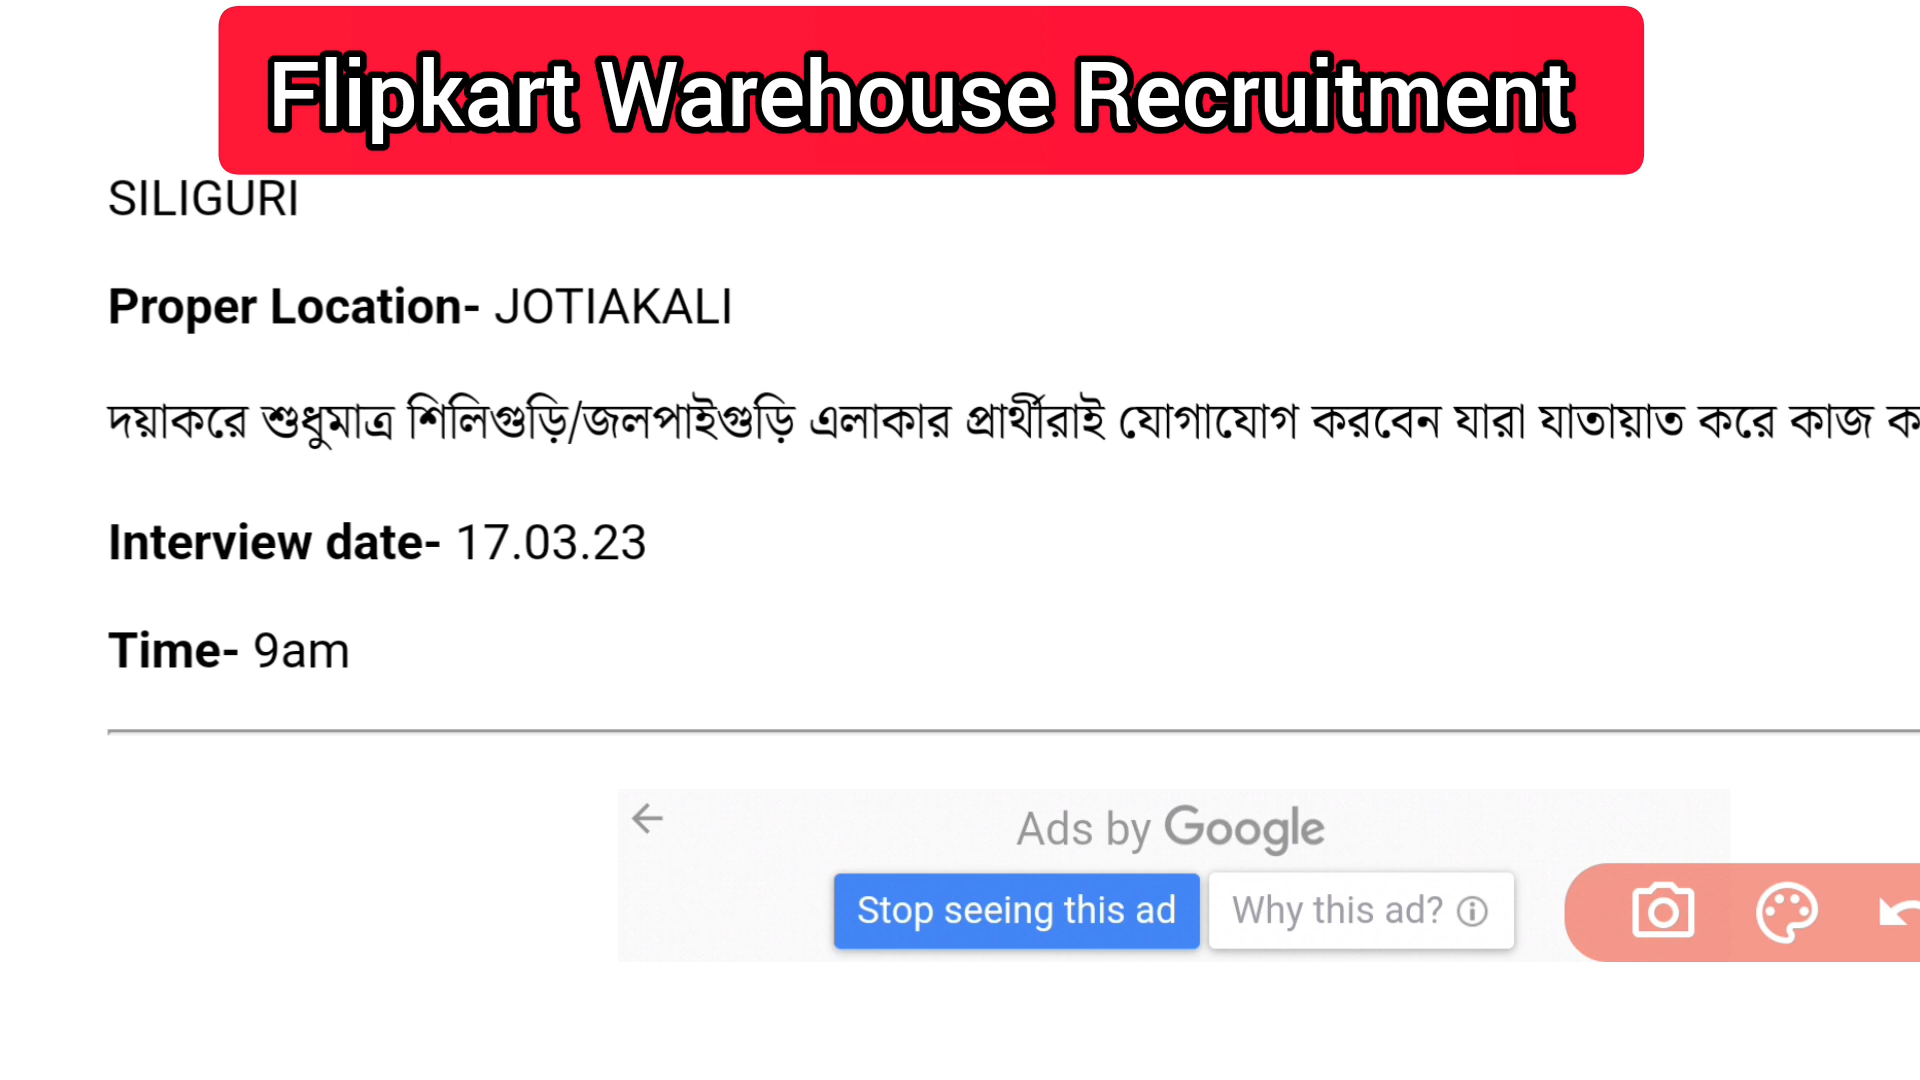 Flipkart Warehouse Recruitment
SILIGURI
Proper Location- JOTIAKALI
দয়াকরে শুধুমাত্র শিলিগুড়ি/জলপাইগুড়ি এলাকার প্রার্থীরাই যোগাযোগ করবেন যারা যাতায়াত করে কাজ
Interview date- 17.03.23
Time- 9am
Ads by Google
Stop seeing this ad
Why this ad?